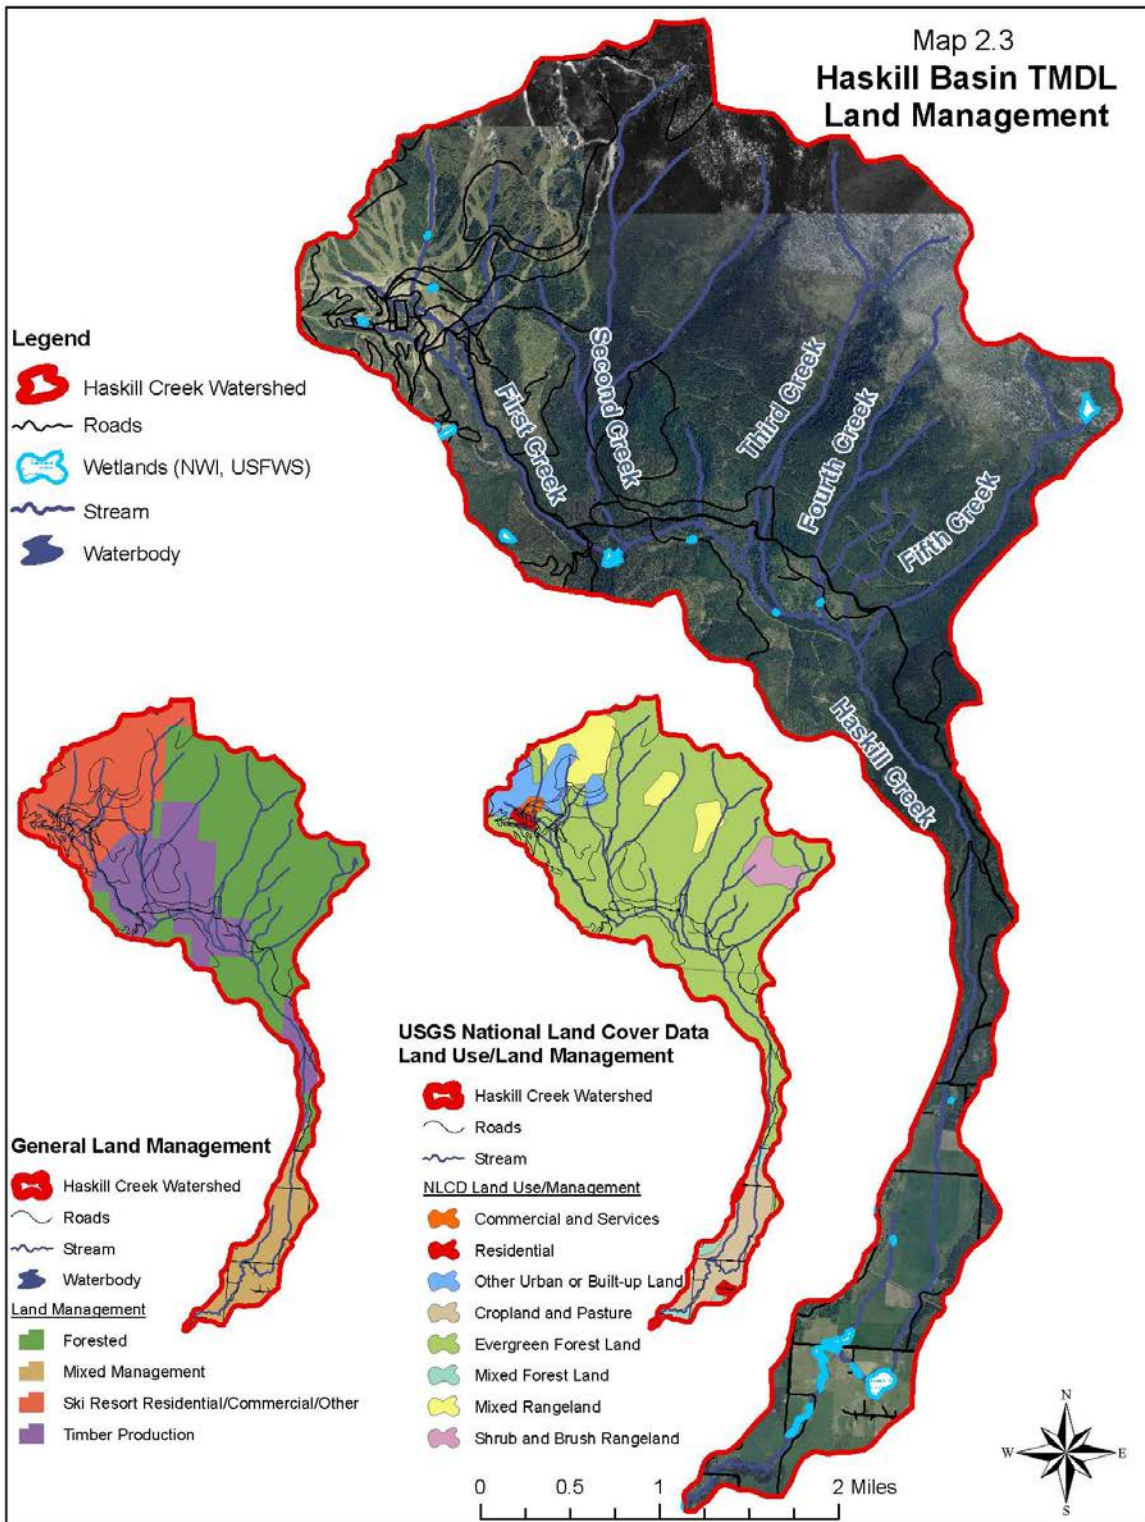 Map 2.3
Haskill Basin TMDL
Land Management
Legend
Haskill Creek Watershed
Roads
Wetlands (NWI, USFWS)
Stream
Waterbody
First Creek
Second Creek
Third Creek
Fourth Creek
Fifth Creek
Haskill Creek
General Land Management
Haskill Creek Watershed
Roads
Stream
Waterbody
Land Management
Forested
Mixed Management
Ski Resort Residential/Commercial/Other
Timber Production
USGS National Land Cover Data
Land Use/Land Management
Haskill Creek Watershed
Roads
Stream
NLCD Land Use/Management
Commercial and Services
Residential
Other Urban or Built-up Land
Cropland and Pasture
Evergreen Forest Land
Mixed Forest Land
Mixed Rangeland
Shrub and Brush Rangeland
0 0.5 1 2 Miles
N
W E
S